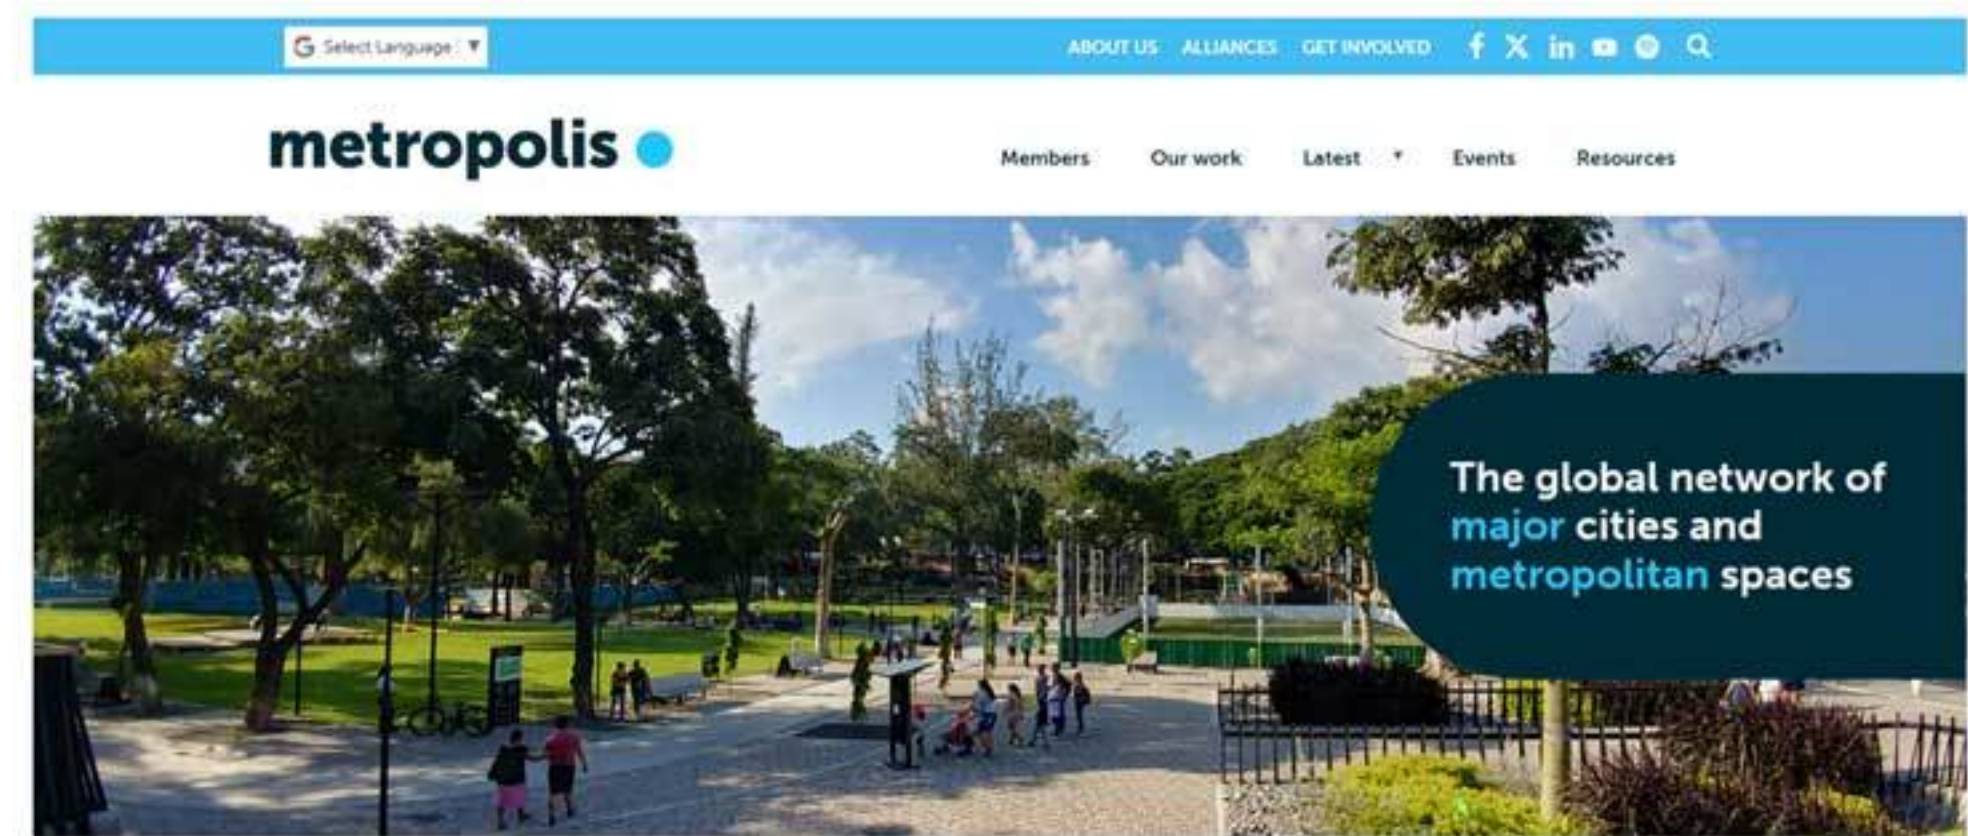 Select Language ▼
ABOUT US ALLIANCES GET INVOLVED
metropolis
Members Our work Latest ▼ Events Resources
The global network of
major cities and
metropolitan spaces